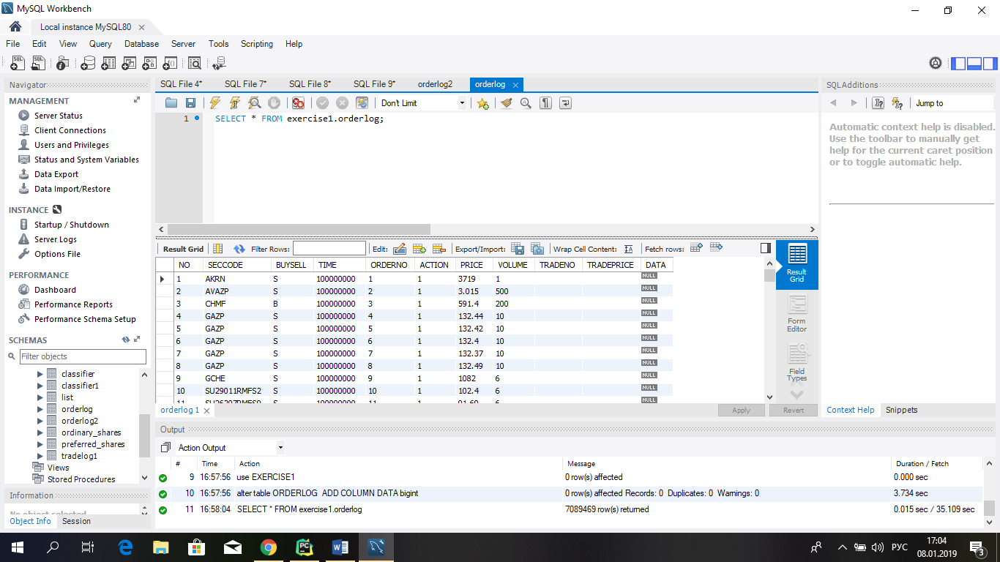 MySQL Workbench
Local instance MySQL80
File Edit View Query Database Server Tools Scripting Help
Navigator
MANAGEMENT
Server Status
Client Connections
Users and Privileges
Status and System Variables
Data Export
Data Import/Restore
INSTANCE
Startup / Shutdown
Server Logs
Options File
PERFORMANCE
Dashboard
Performance Reports
Performance Schema Setup
SCHEMAS
Filter objects
classifier
classifier1
list
orderlog
orderlog2
ordinary_shares
preferred_shares
tradelog1
Views
Stored Procedures
Information
No object selected
Object Info Session
SQL File 4* SQL File 7* SQL File 8* SQL File 9* orderlog2 orderlog
Don't Limit
1 SELECT * FROM exercise1.orderlog;
Result Grid Filter Rows: Edit: Export/Import: Wrap Cell Content: Fetch rows:
NO SECCODE BUYSELL TIME ORDERNO ACTION PRICE VOLUME TRADENO TRADEPRICE DATA
1 AKRN S 100000000 1 1 3719 1 NULL
2 AVAZP S 100000000 2 1 3.015 500 NULL
3 CHMF B 100000000 3 1 591.4 200 NULL
4 GAZP S 100000000 4 1 132.44 10 NULL
5 GAZP S 100000000 5 1 132.42 10 NULL
6 GAZP S 100000000 6 1 132.4 10 NULL
7 GAZP S 100000000 7 1 132.37 10 NULL
8 GAZP S 100000000 8 1 132.49 10 NULL
9 GCHE S 100000000 9 1 1082 6 NULL
10 SU29011RMFS2 S 100000000 10 1 102.4 6 NULL
11 S 100000000 11 1 6 NULL
Result Grid
Form Editor
Field Types
orderlog 1
Apply Revert
SQLAdditions
Jump to
Automatic context help is disabled.
Use the toolbar to manually get
help for the current caret position
or to toggle automatic help.
Context Help Snippets
Output
Action Output
# Time Action Message Duration / Fetch
9 16:57:56 use EXERCISE1 0 row(s) affected 0.000 sec
10 16:57:56 alter table ORDERLOG ADD COLUMN DATA bigint 0 row(s) affected Records: 0 Duplicates: 0 Warnings: 0 3.734 sec
11 16:58:04 SELECT * FROM exercise1.orderlog 7089469 row(s) returned 0.015 sec / 35.109 sec
РУС
17:04
08.01.2019
3